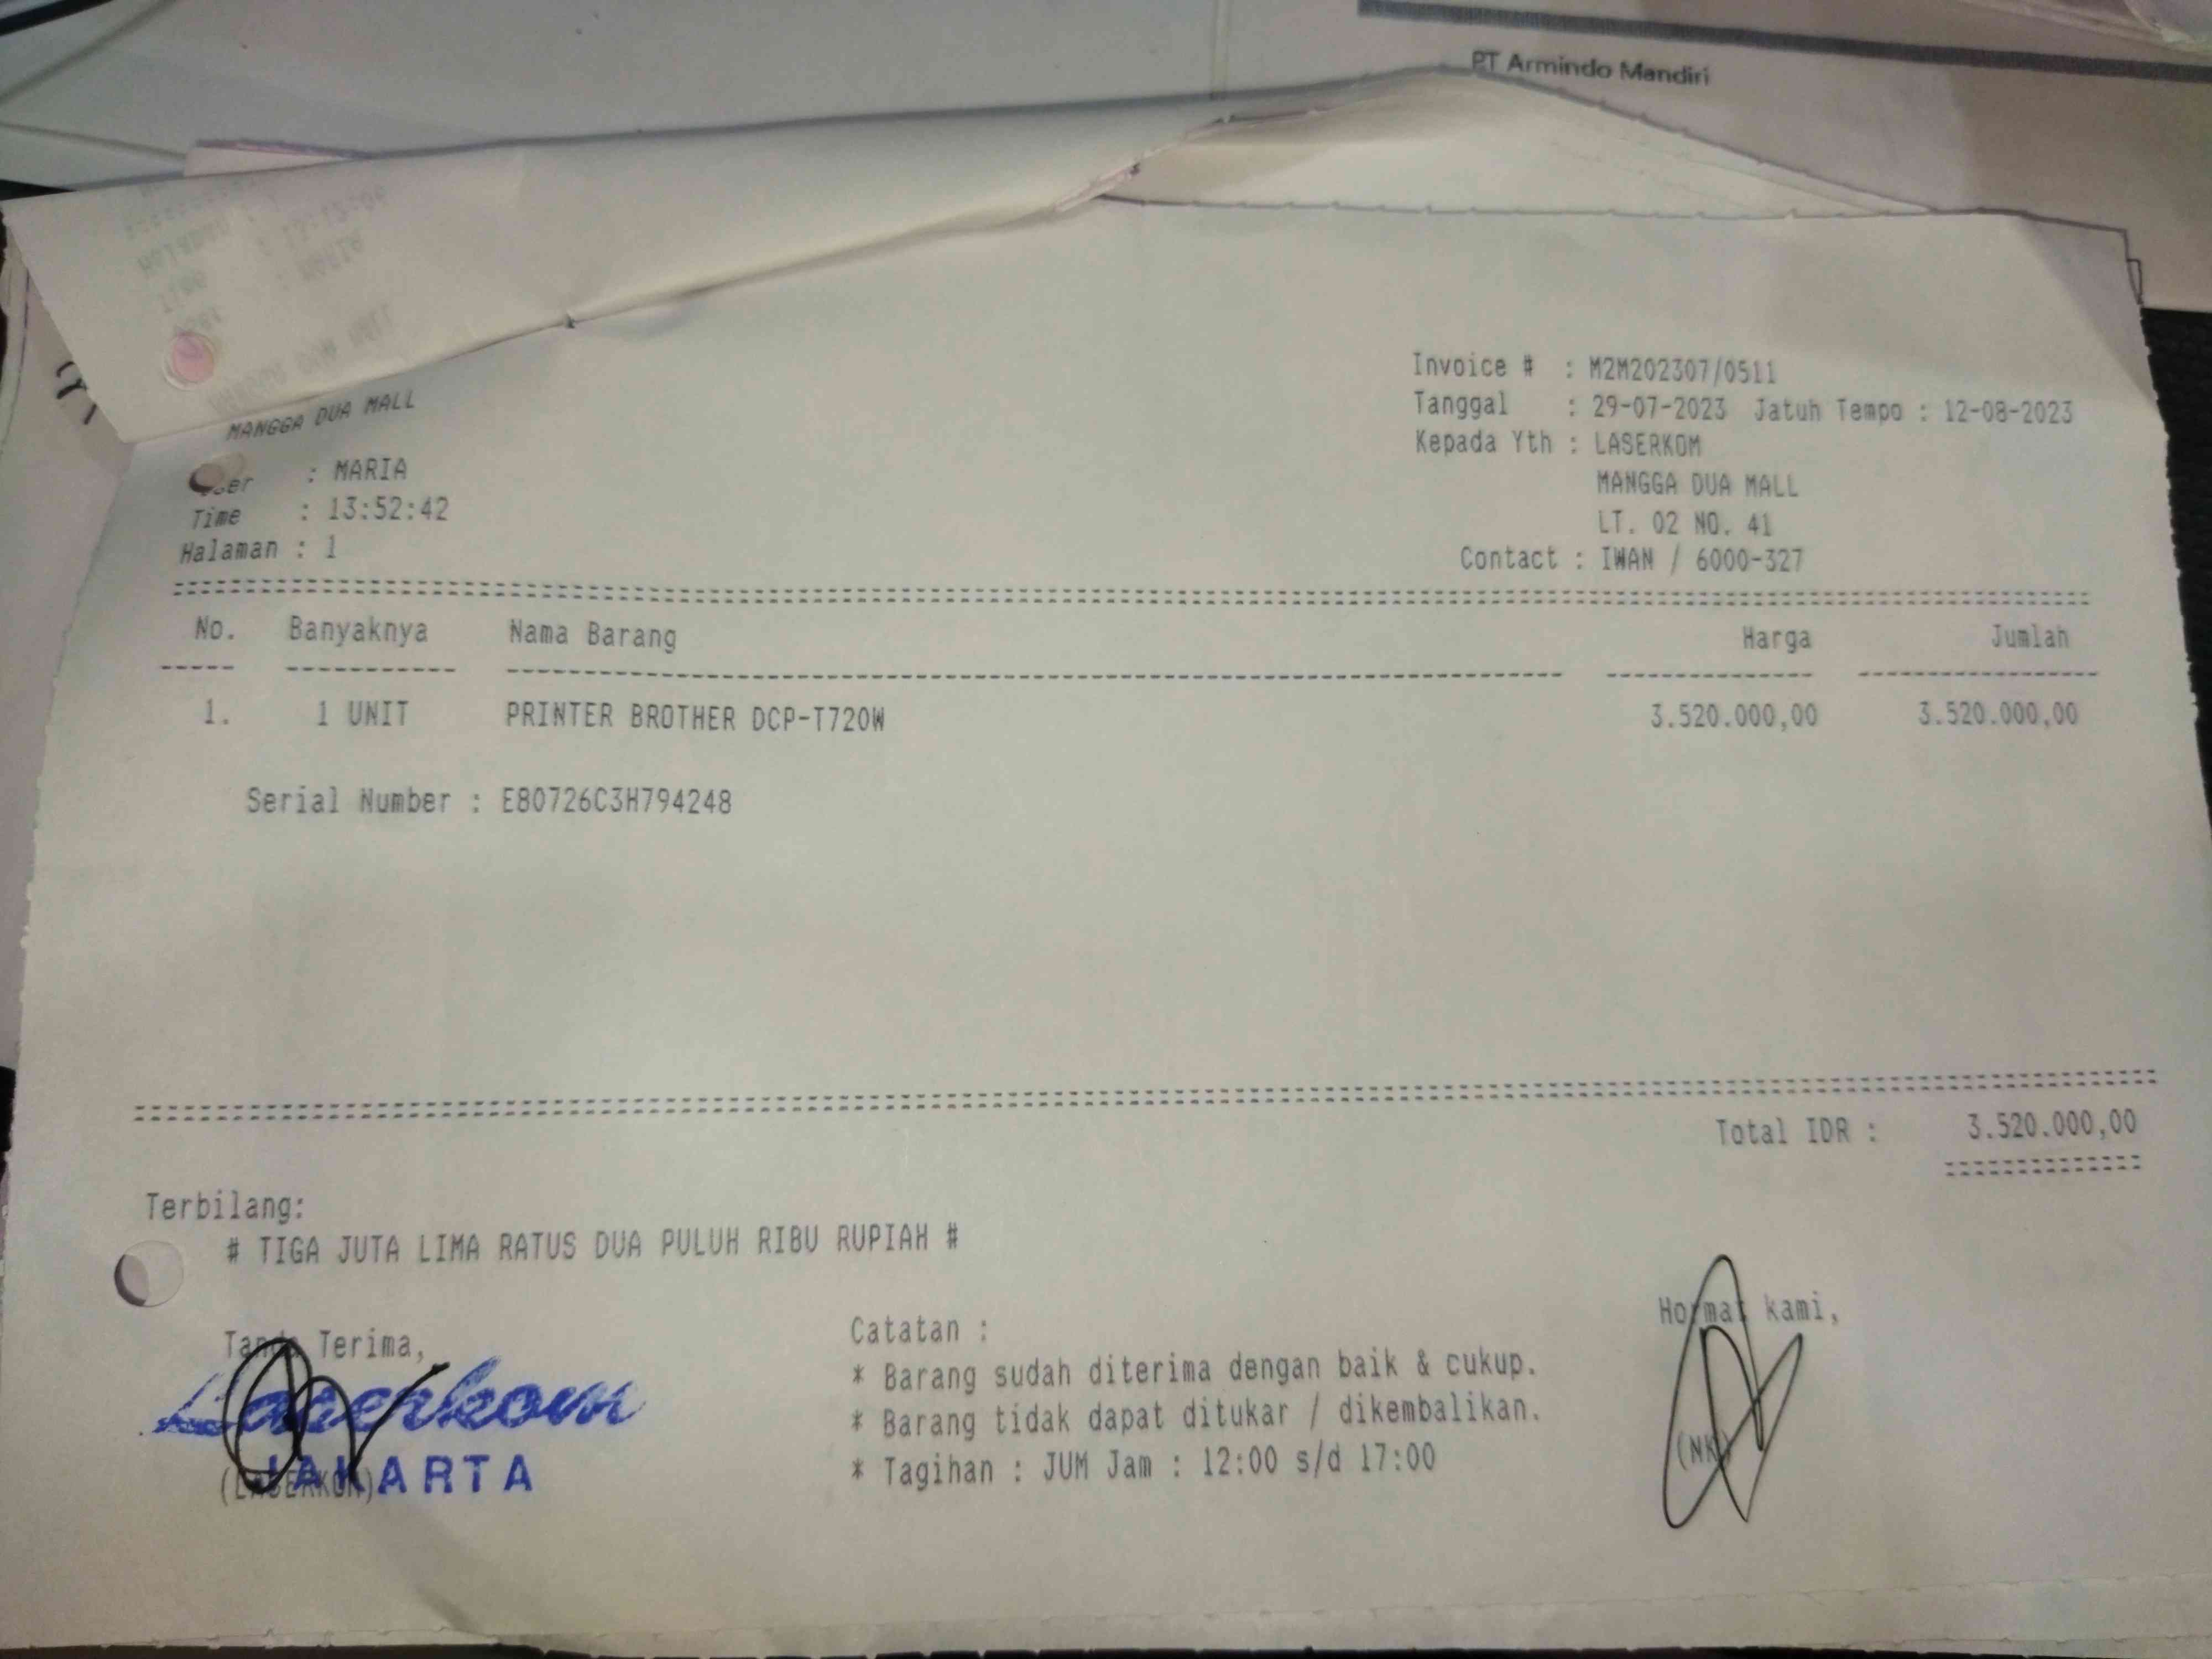 PT Armindo Mandiri
MANGGA DUA MALL
: MARIA
Time : 13:52:42
Halaman : 1
Invoice # : M2M202307/0511
Tanggal : 29-07-2023 Jatuh Tempo : 12-08-2023
Kepada Yth : LASERKOM
MANGGA DUA MALL
LT. 02 NO. 41
Contact : IWAN / 6000-327
No. Banyaknya Nama Barang Harga Jumlah
1. 1 UNIT PRINTER BROTHER DCP-T720W 3.520.000,00 3.520.000,00
Serial Number : E80726C3H794248
Total IDR : 3.520.000,00
Terbilang:
# TIGA JUTA LIMA RATUS DUA PULUH RIBU RUPIAH #
Tanda Terima,
Laserkom
JAKARTA
(LASERKOM)
Catatan :
* Barang sudah diterima dengan baik & cukup.
* Barang tidak dapat ditukar / dikembalikan.
* Tagihan : JUM Jam : 12:00 s/d 17:00
Hormat kami,
(NK)